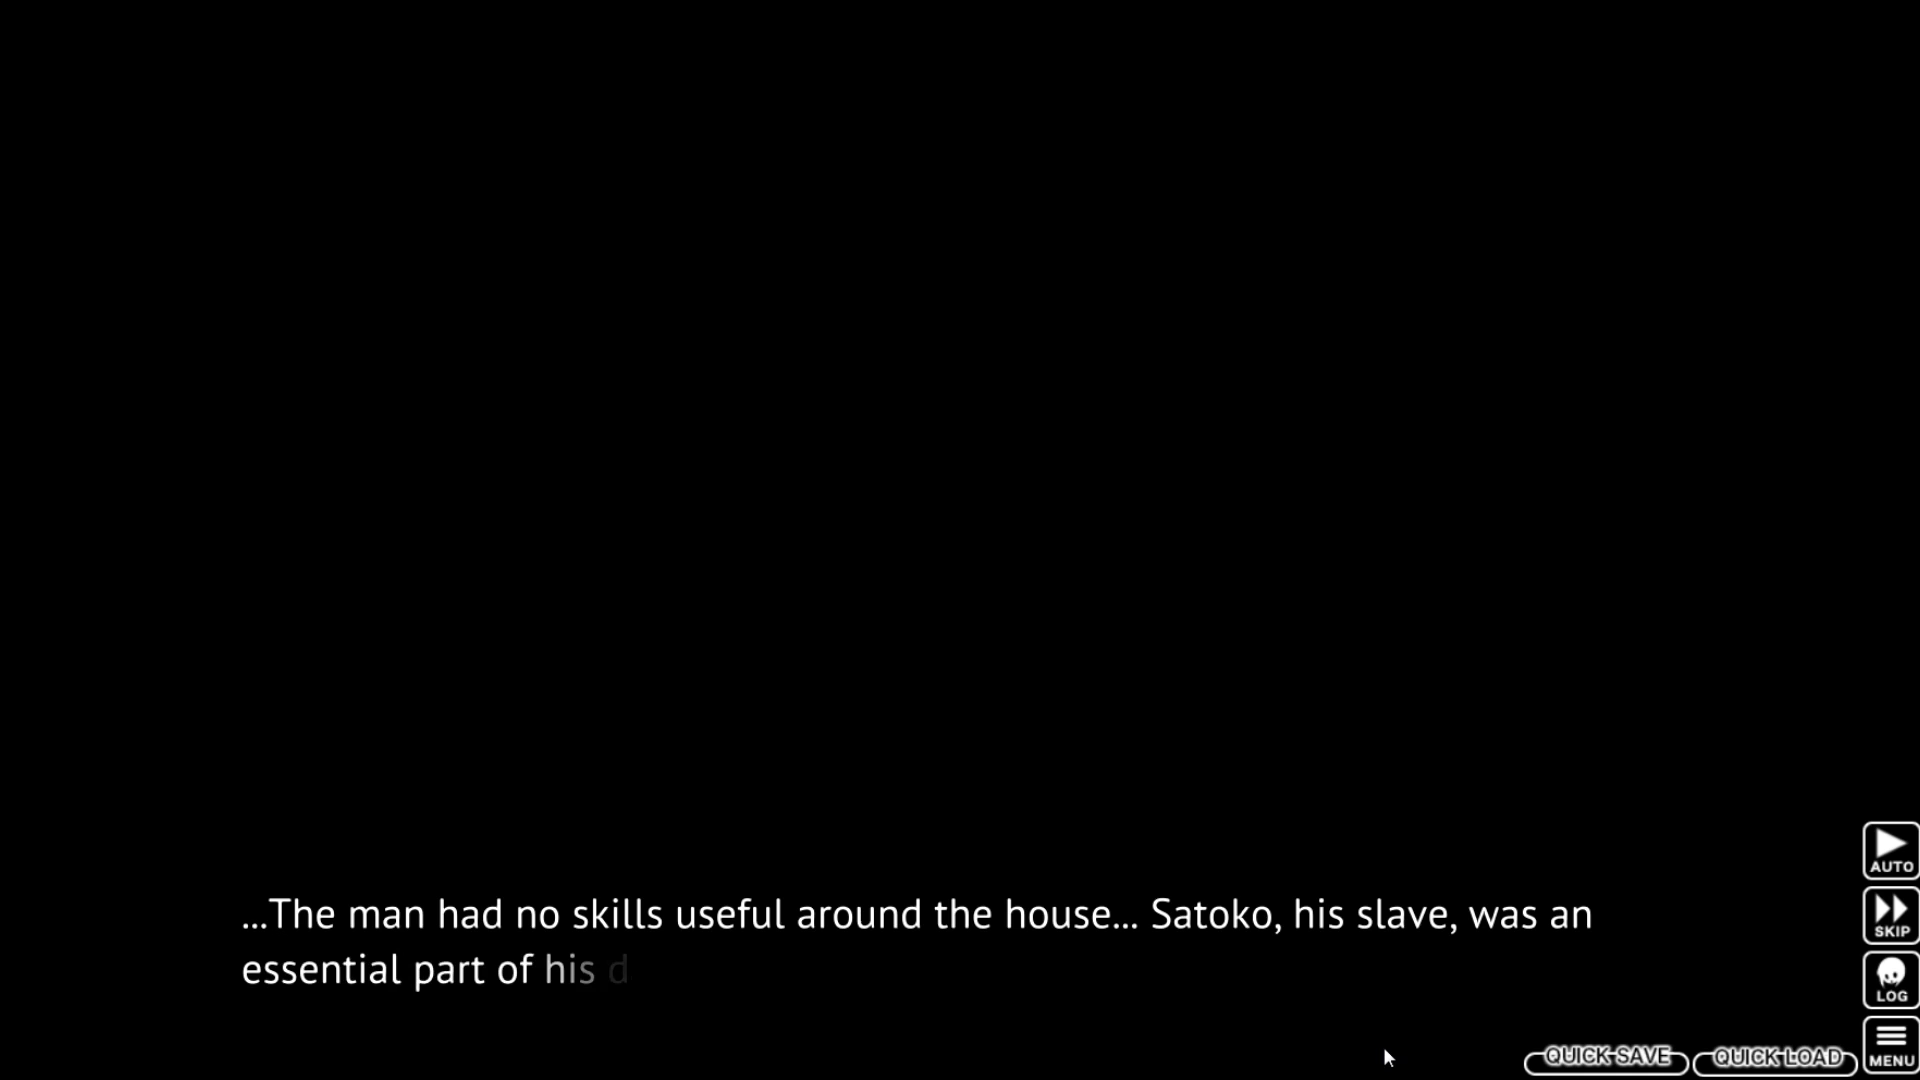 ...The man had no skills useful around the house... Satoko, his slave, was an
essential part of his d
AUTO
SKIP
LOG
QUICK SAVE QUICK LOAD MENU